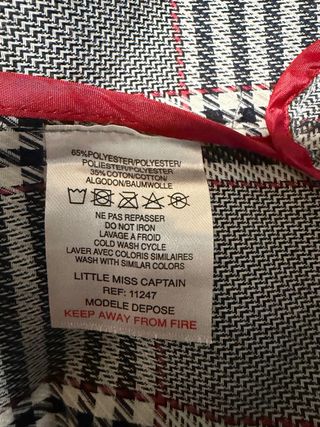 65%POLYESTER/POLYESTER/
POLIESTER/POLYESTER
35%COTON/COTTON/
ALGODON/BAUMWOLLE
NE PAS REPASSER
DO NOT IRON
LAVAGE A FROID
COLD WASH CYCLE
LAVER AVEC COLORIS SIMILAIRES
WASH WITH SIMILAR COLORS
LITTLE MISS CAPTAIN
REF: 11247
MODELE DEPOSE
KEEP AWAY FROM FIRE